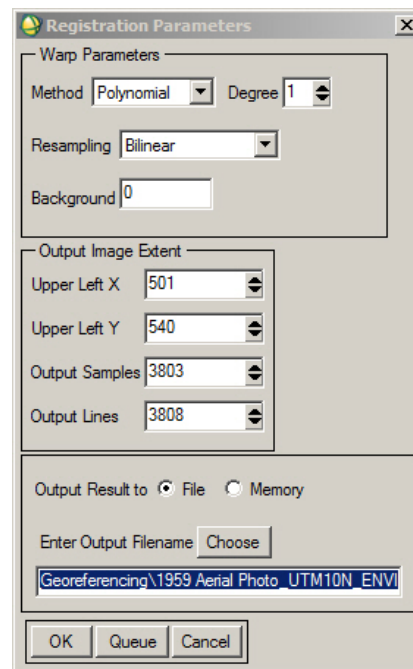 Registration Parameters
Warp Parameters
Method Polynomial Degree 1
Resampling Bilinear
Background 0
Output Image Extent
Upper Left X 501
Upper Left Y 540
Output Samples 3803
Output Lines 3808
Output Result to File Memory
Enter Output Filename Choose
Georeferencing\1959 Aerial Photo_UTM10N_ENVI
OK Queue Cancel